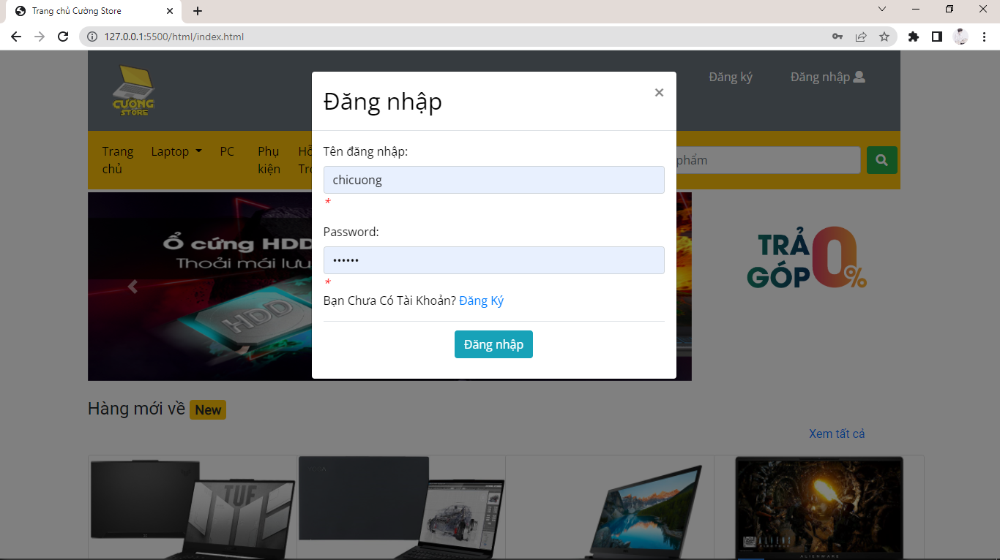 Trang chủ Cường Store
127.0.0.1:5500/html/index.html
CƯỜNG
STORE
Đăng ký
Đăng nhập
Đăng nhập
×
Trang chủ
Laptop
PC
Phụ kiện
phẩm
Tên đăng nhập:
chicuong
*
Password:
••••••
*
Bạn Chưa Có Tài Khoản? Đăng Ký
Đăng nhập
Ổ cứng HDD
Thoải mái lưu
HDD
TRẢ
GÓP
0%
Hàng mới về New
Xem tất cả
TUF
YOGA
ALIENS
ALIENWARE